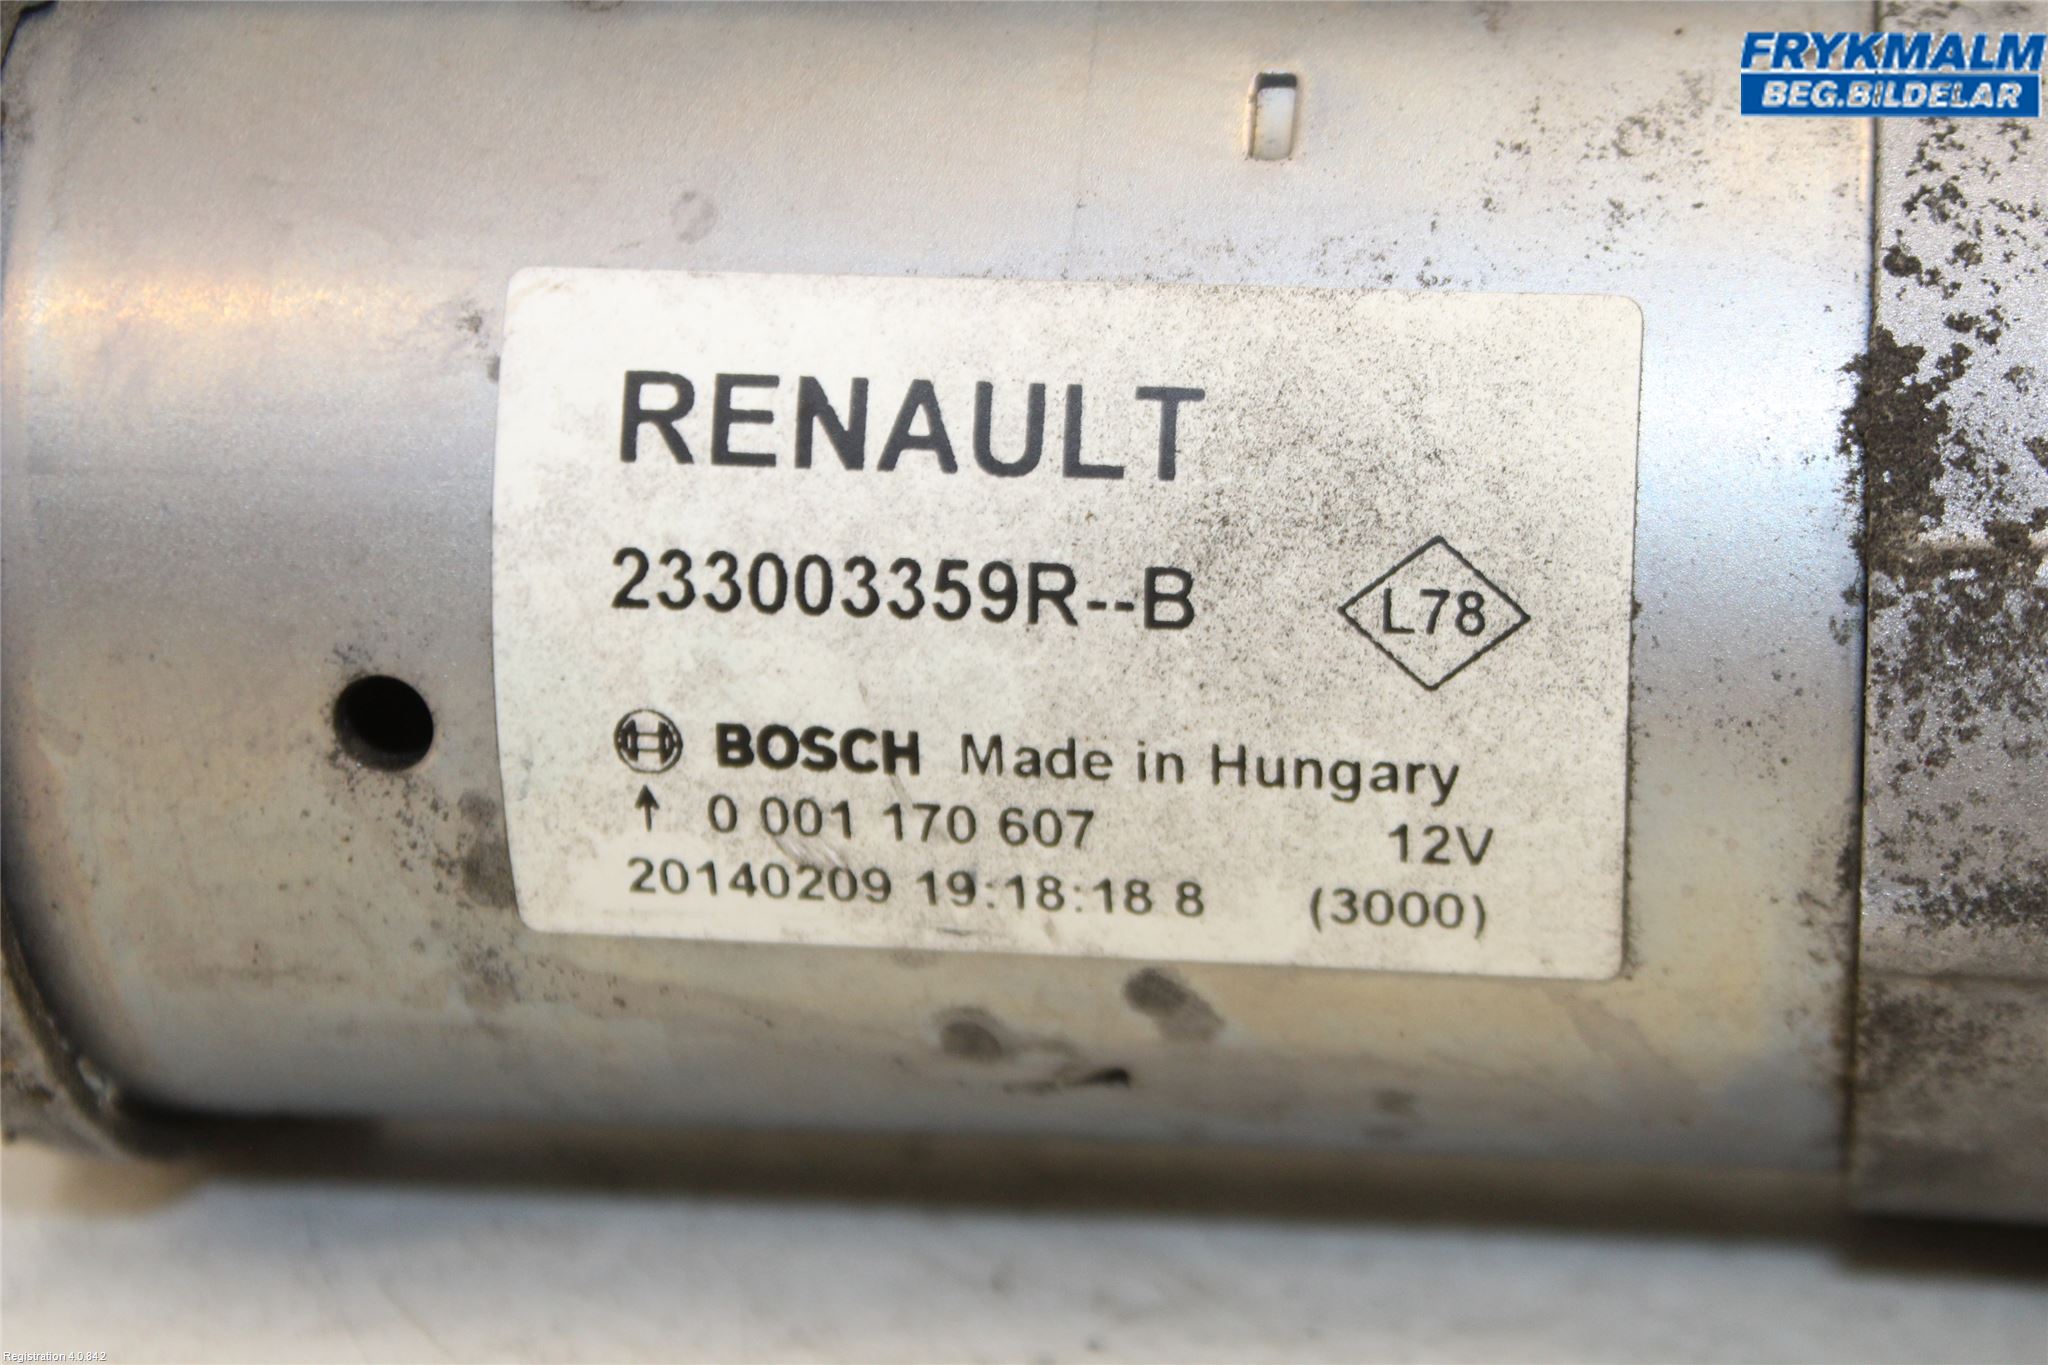 FRYKMALM
BEG.BILDELAR
RENAULT
233003359R--B
L78
BOSCH Made in Hungary
↑ 0 001 170 607 12V
20140209 19:18:18 8 (3000)
Registration 4.0.842